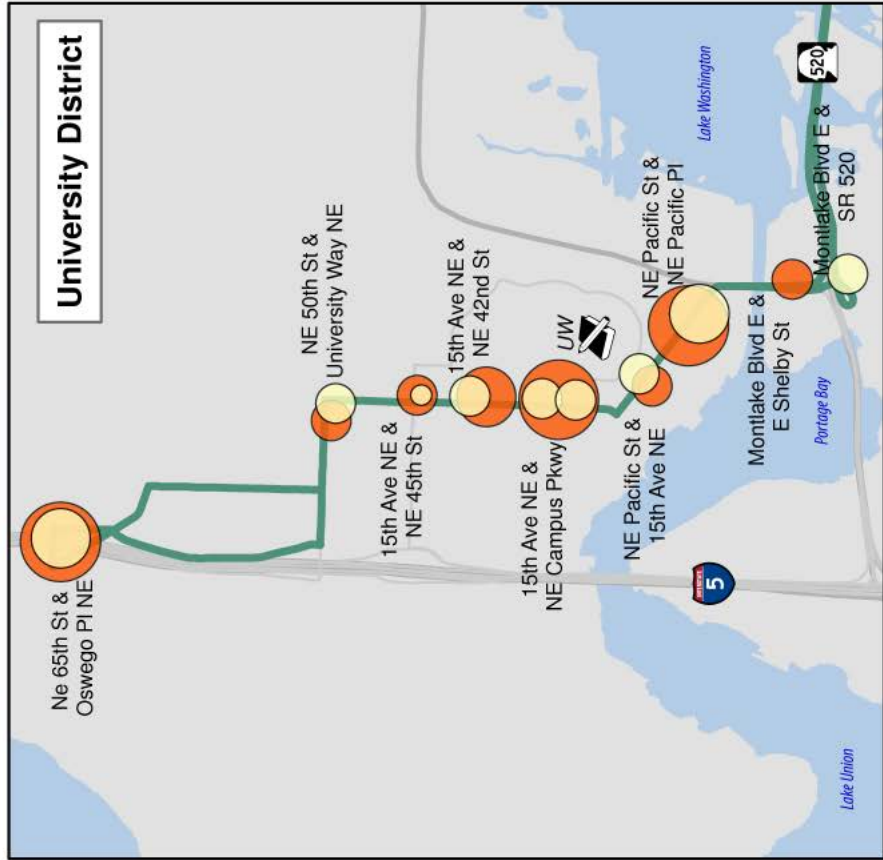 University District
Ne 65th St &
Oswego Pl NE
NE 50th St &
University Way NE
15th Ave NE &
NE 45th St
15th Ave NE &
NE 42nd St
15th Ave NE &
NE Campus Pkwy
UW
NE Pacific St &
15th Ave NE
NE Pacific St &
NE Pacific Pl
Montlake Blvd E &
E Shelby St
Montlake Blvd E &
SR 520
520
5
Lake Washington
Portage Bay
Lake Union